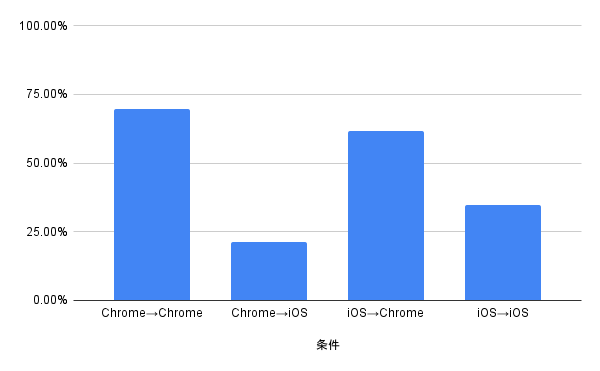 100.00%
75.00%
50.00%
25.00%
0.00%
Chrome→Chrome
Chrome→iOS
iOS→Chrome
iOS→iOS
条件